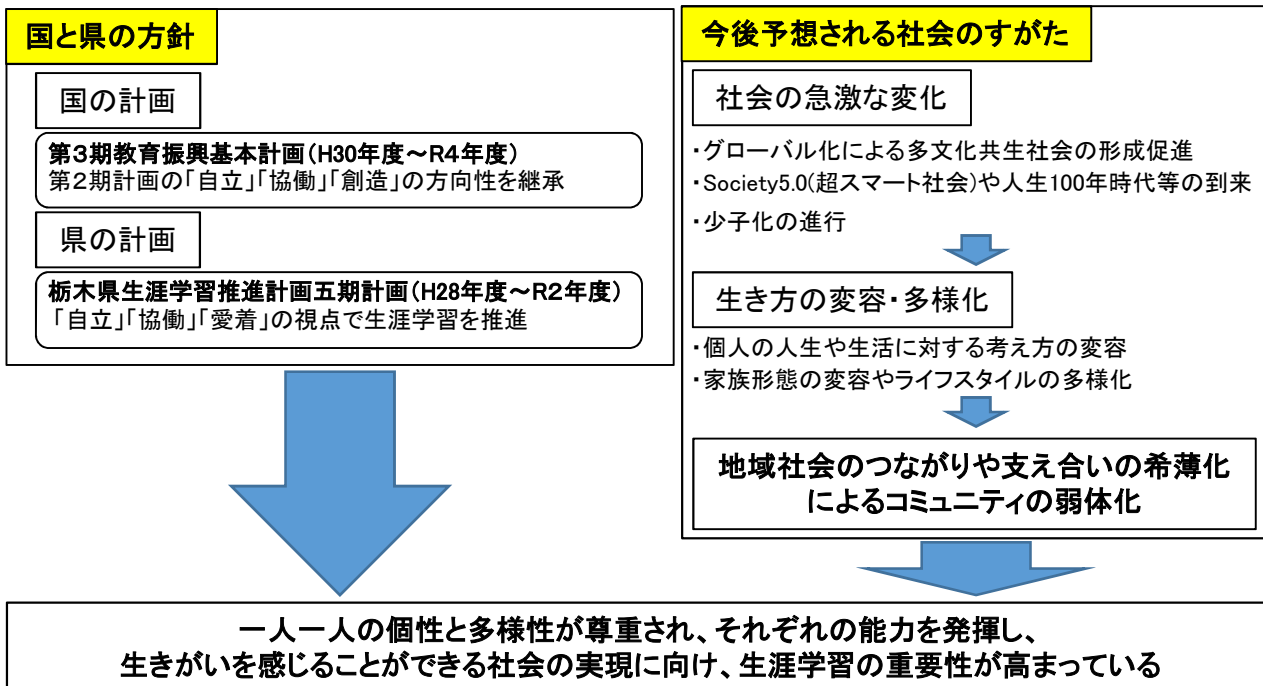 国と県の方針
国の計画
第3期教育振興基本計画(H30年度~R4年度)
第2期計画の「自立」「協働」「創造」の方向性を継承
県の計画
栃木県生涯学習推進計画五期計画(H28年度~R2年度)
「自立」「協働」「愛着」の視点で生涯学習を推進
今後予想される社会のすがた
社会の急激な変化
・グローバル化による多文化共生社会の形成促進
・Society5.0(超スマート社会)や人生100年時代等の到来
・少子化の進行
生き方の変容・多様化
・個人の人生や生活に対する考え方の変容
・家族形態の変容やライフスタイルの多様化
地域社会のつながりや支え合いの希薄化
によるコミュニティの弱体化
一人一人の個性と多様性が尊重され、それぞれの能力を発揮し、
生きがいを感じることができる社会の実現に向け、生涯学習の重要性が高まっている